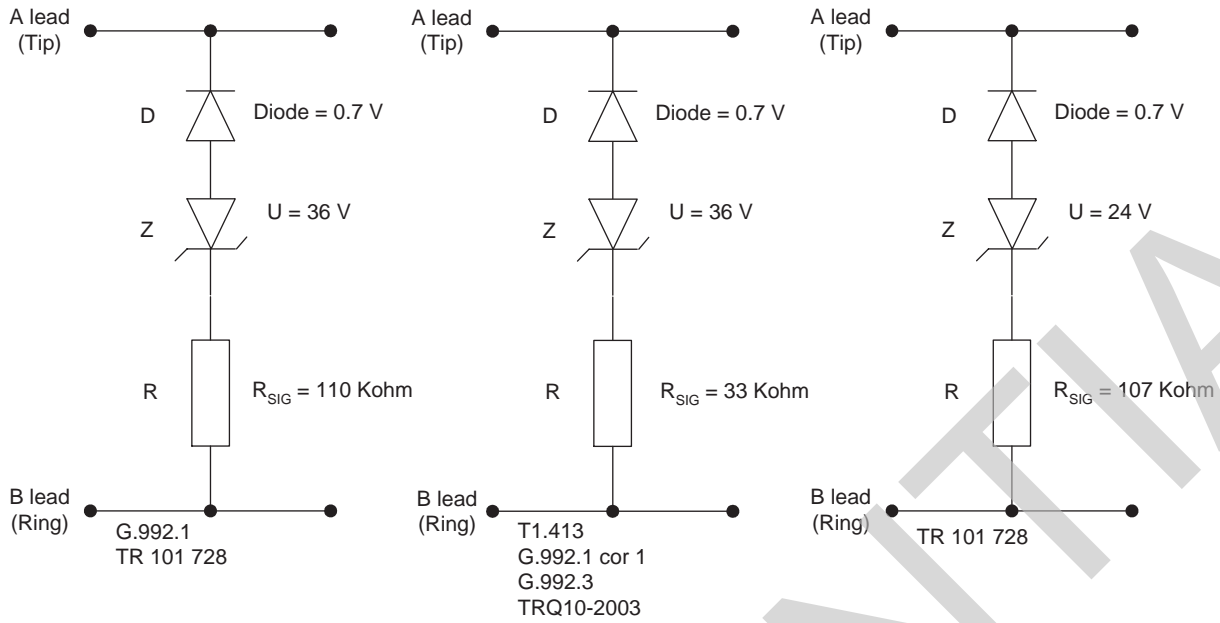 A lead
(Tip)
D
Diode = 0.7 V
Z
U = 36 V
R
R_SIG = 110 Kohm
B lead
(Ring)
G.992.1
TR 101 728
A lead
(Tip)
D
Diode = 0.7 V
Z
U = 36 V
R
R_SIG = 33 Kohm
B lead
(Ring)
T1.413
G.992.1 cor 1
G.992.3
TRQ10-2003
A lead
(Tip)
D
Diode = 0.7 V
Z
U = 24 V
R
R_SIG = 107 Kohm
B lead
(Ring)
TR 101 728
NTIA